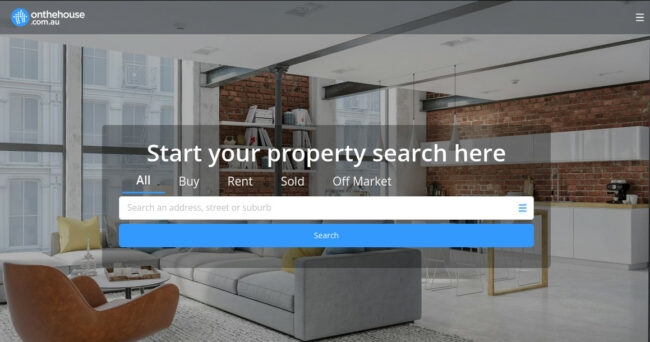 onthehouse
.com.au
Start your property search here
All Buy Rent Sold Off Market
Search an address, street or suburb
Search